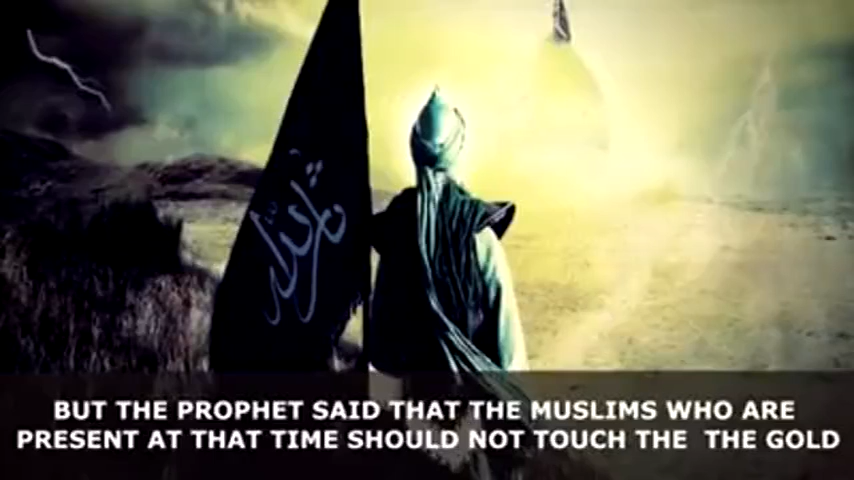 BUT THE PROPHET SAID THAT THE MUSLIMS WHO ARE
PRESENT AT THAT TIME SHOULD NOT TOUCH THE  THE GOLD